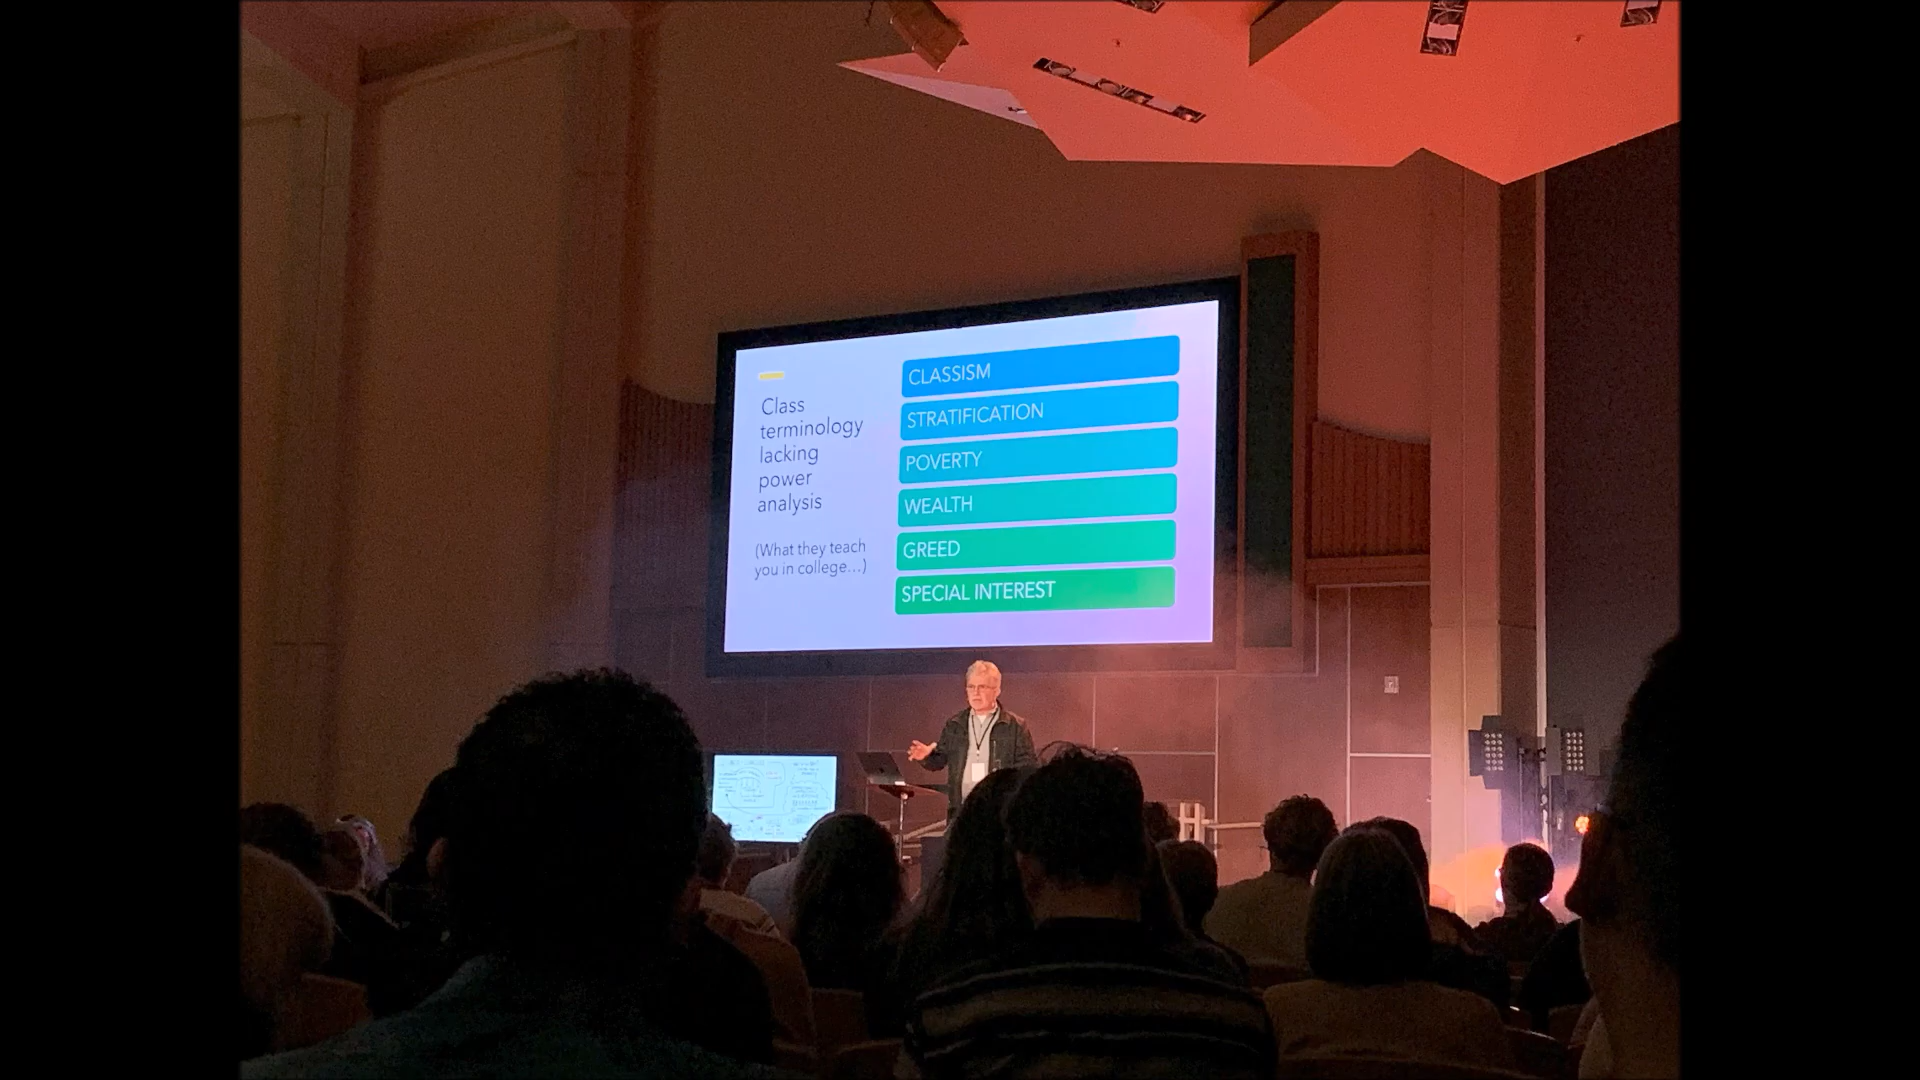 Class
terminology
lacking
power
analysis
(What they teach
you in college...)
CLASSISM
STRATIFICATION
POVERTY
WEALTH
GREED
SPECIAL INTEREST